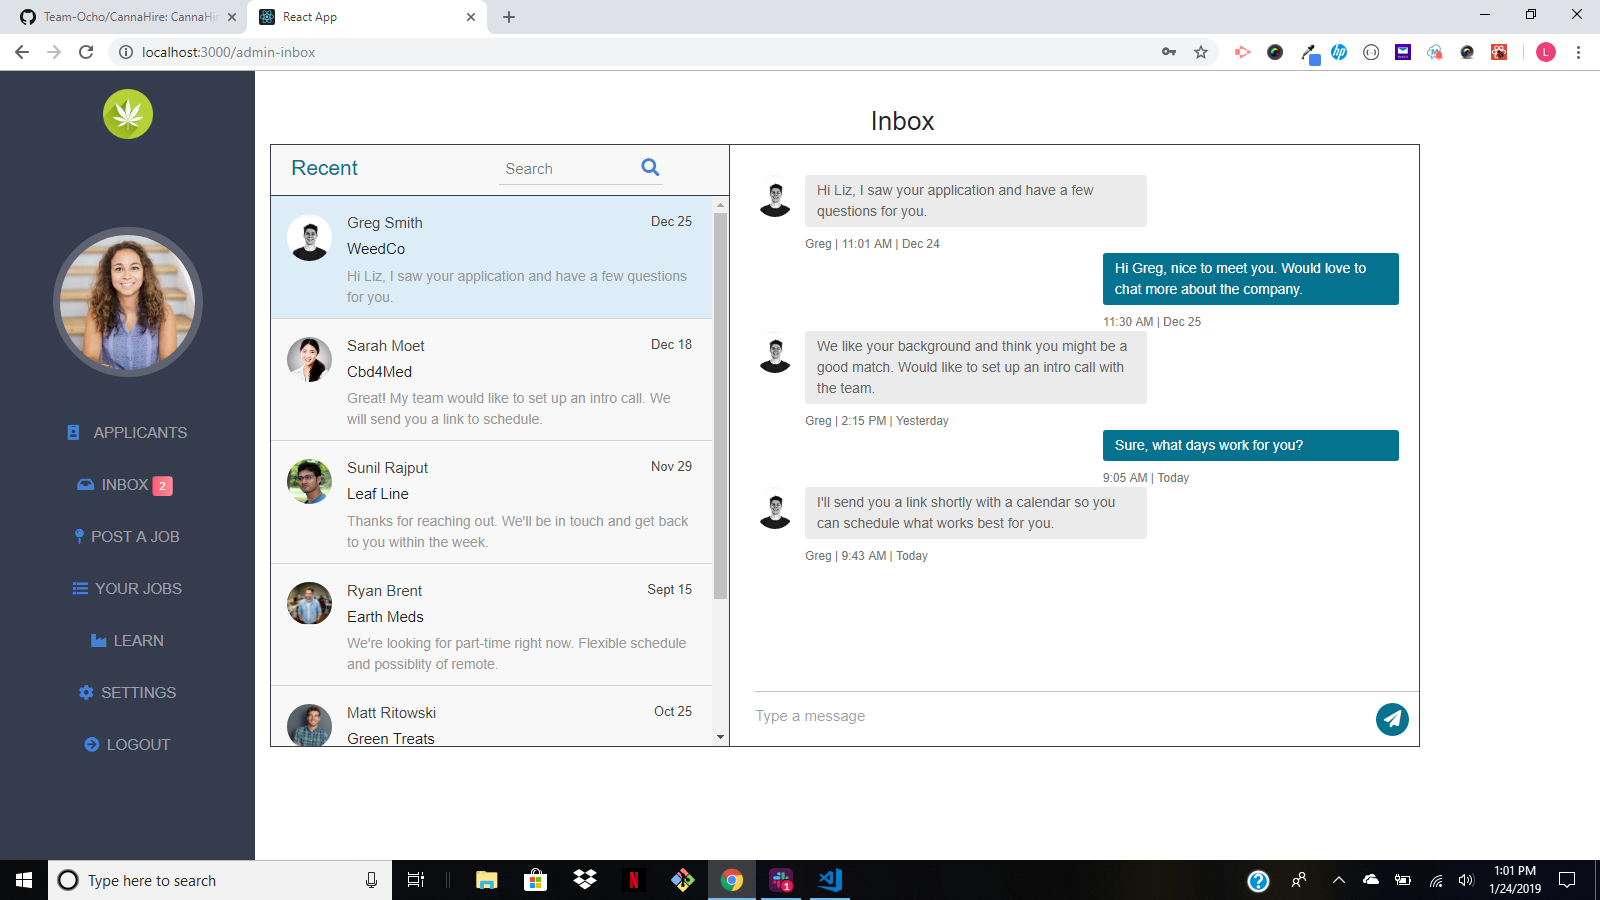 Team-Ocho/CannaHire: CannaHir
React App
localhost:3000/admin-inbox
L
Inbox
Recent
Search
Greg Smith
Dec 25
WeedCo
Hi Liz, I saw your application and have a few questions
for you.
Sarah Moet
Dec 18
Cbd4Med
Great! My team would like to set up an intro call. We
will send you a link to schedule.
Sunil Rajput
Nov 29
Leaf Line
Thanks for reaching out. We'll be in touch and get back
to you within the week.
Ryan Brent
Sept 15
Earth Meds
We're looking for part-time right now. Flexible schedule
and possiblity of remote.
Matt Ritowski
Oct 25
Green Treats
Hi Liz, I saw your application and have a few
questions for you.
Greg | 11:01 AM | Dec 24
Hi Greg, nice to meet you. Would love to
chat more about the company.
11:30 AM | Dec 25
We like your background and think you might be a
good match. Would like to set up an intro call with
the team.
Greg | 2:15 PM | Yesterday
Sure, what days work for you?
9:05 AM | Today
I'll send you a link shortly with a calendar so you
can schedule what works best for you.
Greg | 9:43 AM | Today
Type a message
APPLICANTS
INBOX 2
POST A JOB
YOUR JOBS
LEARN
SETTINGS
LOGOUT
Type here to search
1
1:01 PM
1/24/2019